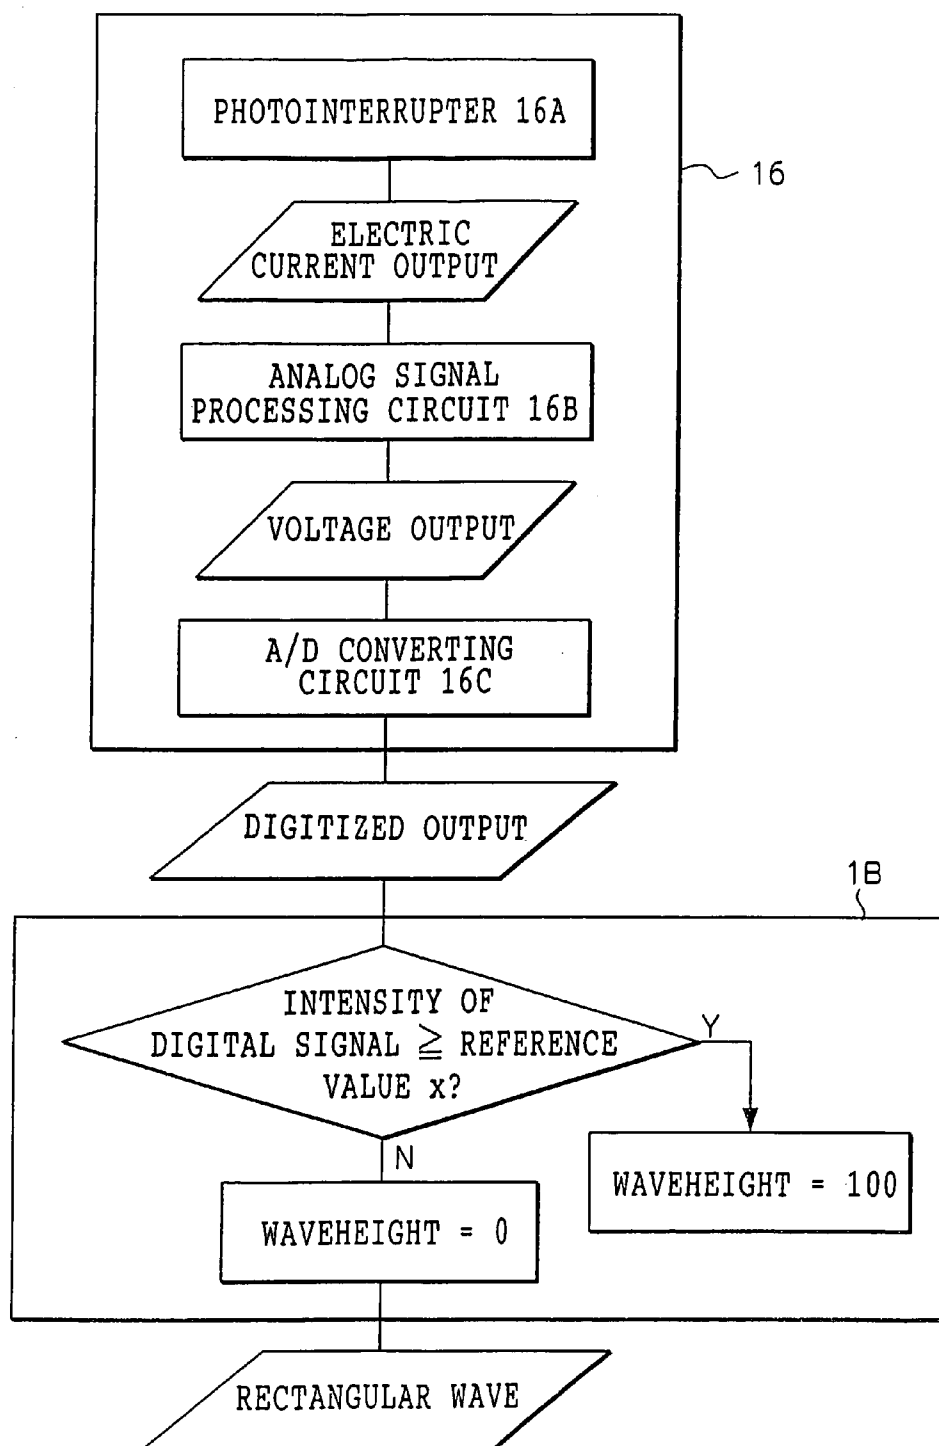 PHOTOINTERRUPTER 16A
16
ELECTRIC
CURRENT OUTPUT
ANALOG SIGNAL
PROCESSING CIRCUIT 16B
VOLTAGE OUTPUT
A/D CONVERTING
CIRCUIT 16C
DIGITIZED OUTPUT
1B
INTENSITY OF
DIGITAL SIGNAL ≧ REFERENCE
VALUE x?
Y
N
WAVEHEIGHT = 100
WAVEHEIGHT = 0
RECTANGULAR WAVE